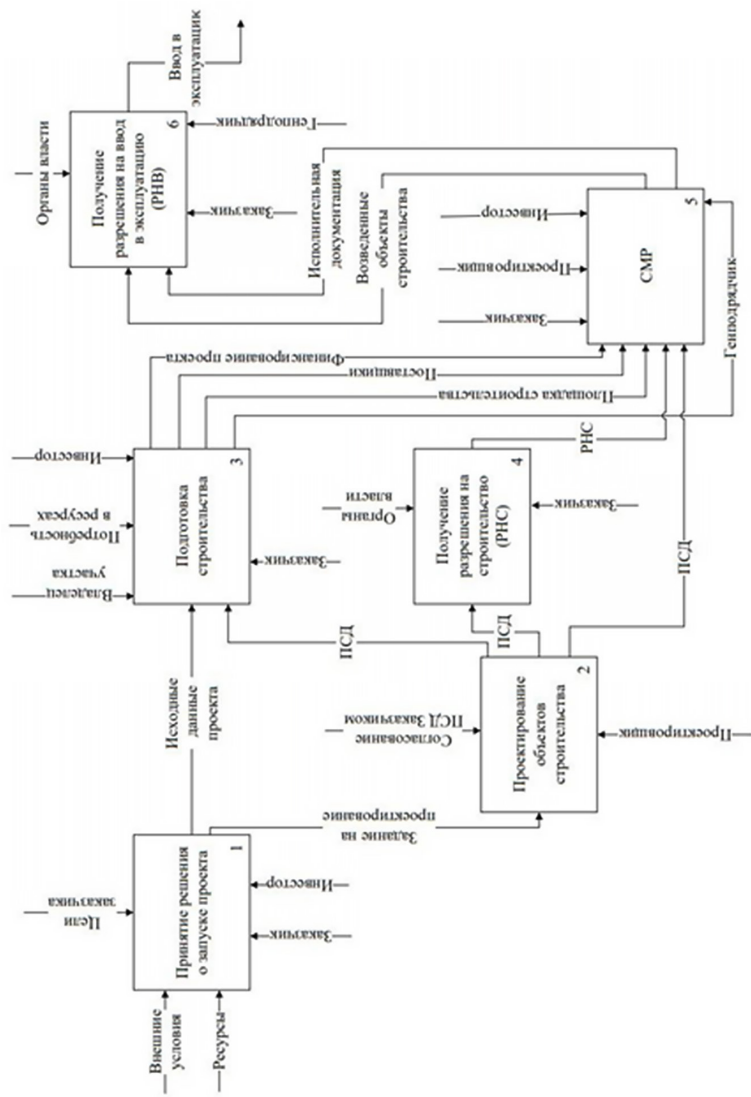 Внешние
условия
Ресурсы
Цели
заказчика
Принятие решения
о запуске проекта
1
Заказчик
Инвестор
Исходные
данные
проекта
Задание на
проектирование
Согласование
ПСД Заказчиком
Проектирование
объектов
строительства
2
Проектировщик
ПСД
ПСД
ПСД
Владелец
участка
Потребность
в ресурсах
Инвестор
Подготовка
строительства
3
Заказчик
Органы
власти
Получение
разрешения на
строительство
(РНС)
4
Заказчик
РНС
Финансирование проекта
Поставщики
Площадка строительства
Генподрядчик
Заказчик
Проектировщик
Инвестор
СМР
5
Возведенные
объекты
строительства
Исполнительная
документация
Органы власти
Получение
разрешения на ввод
в эксплуатацию
(РНВ)
6
Заказчик
Генподрядчик
Ввод в
эксплуатацик